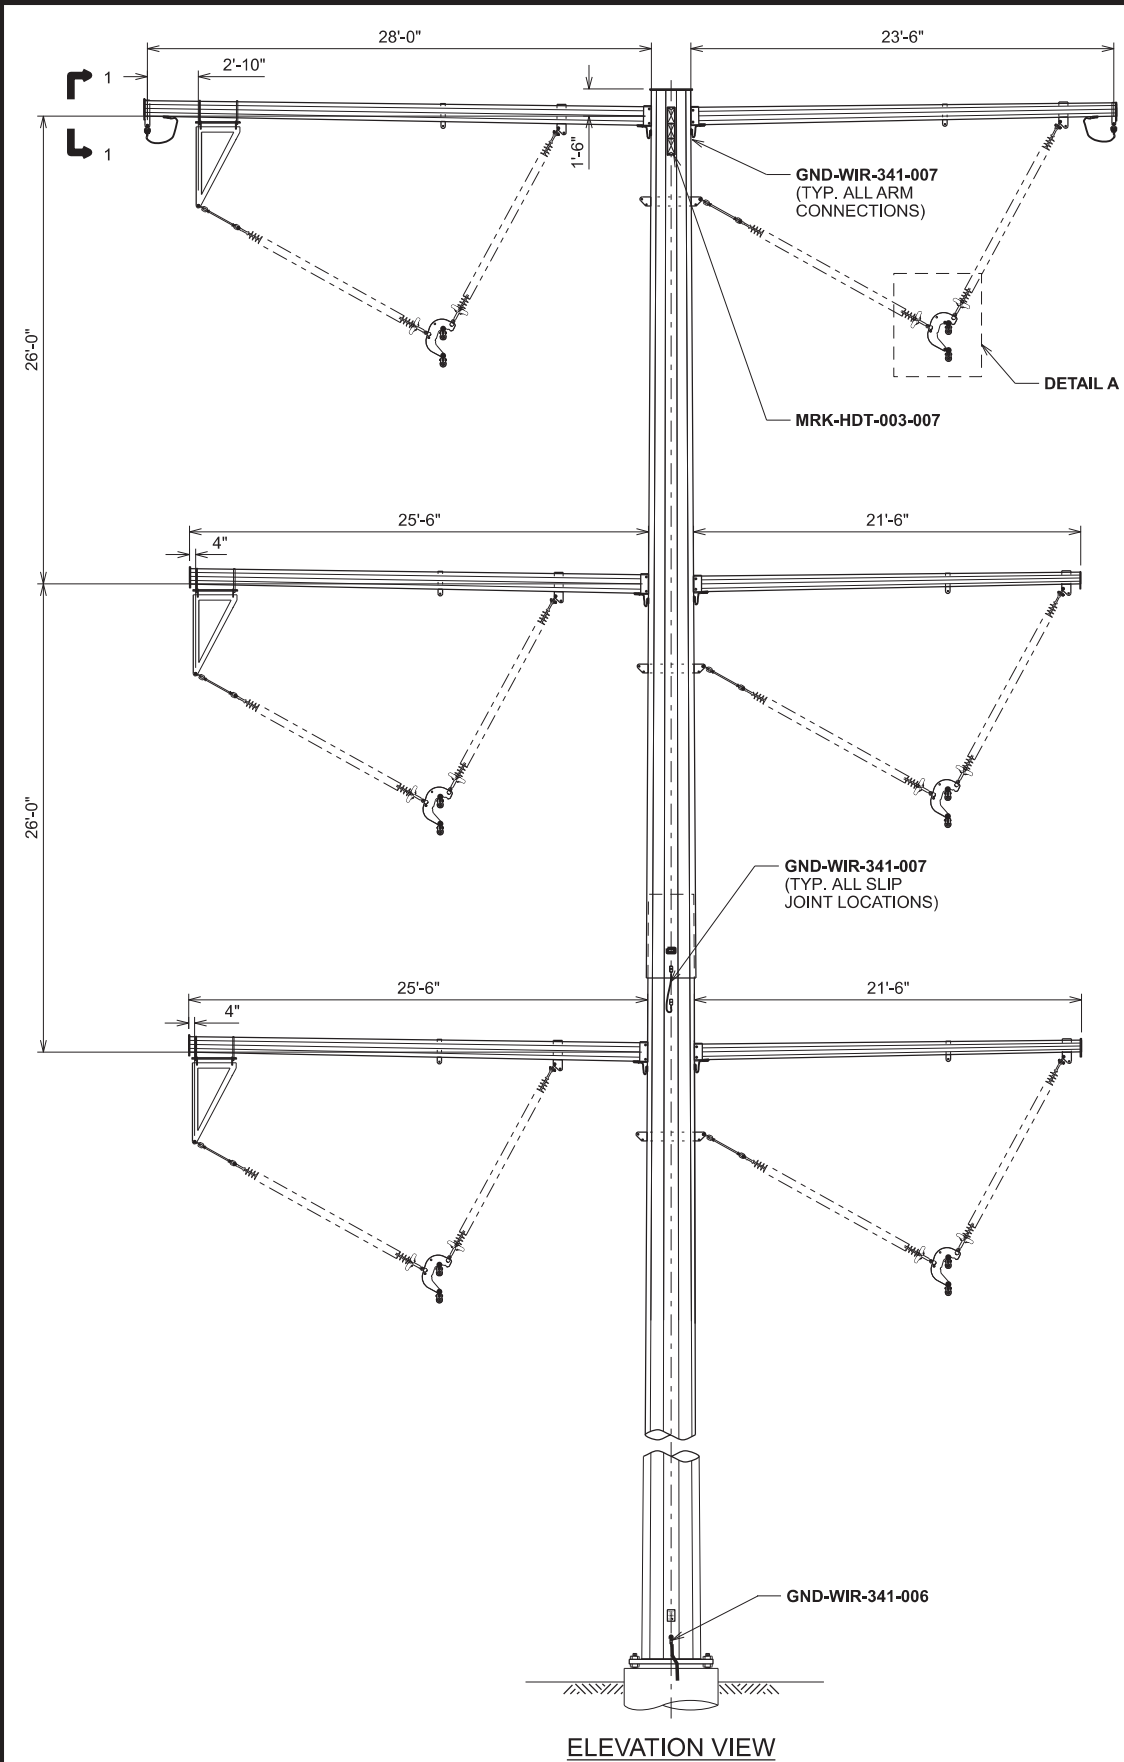 28'-0"
23'-6"
2'-10"
1
1
1'-6"
GND-WIR-341-007
(TYP. ALL ARM
CONNECTIONS)
26'-0"
DETAIL A
MRK-HDT-003-007
25'-6"
21'-6"
4"
26'-0"
GND-WIR-341-007
(TYP. ALL SLIP
JOINT LOCATIONS)
25'-6"
21'-6"
4"
GND-WIR-341-006
ELEVATION VIEW